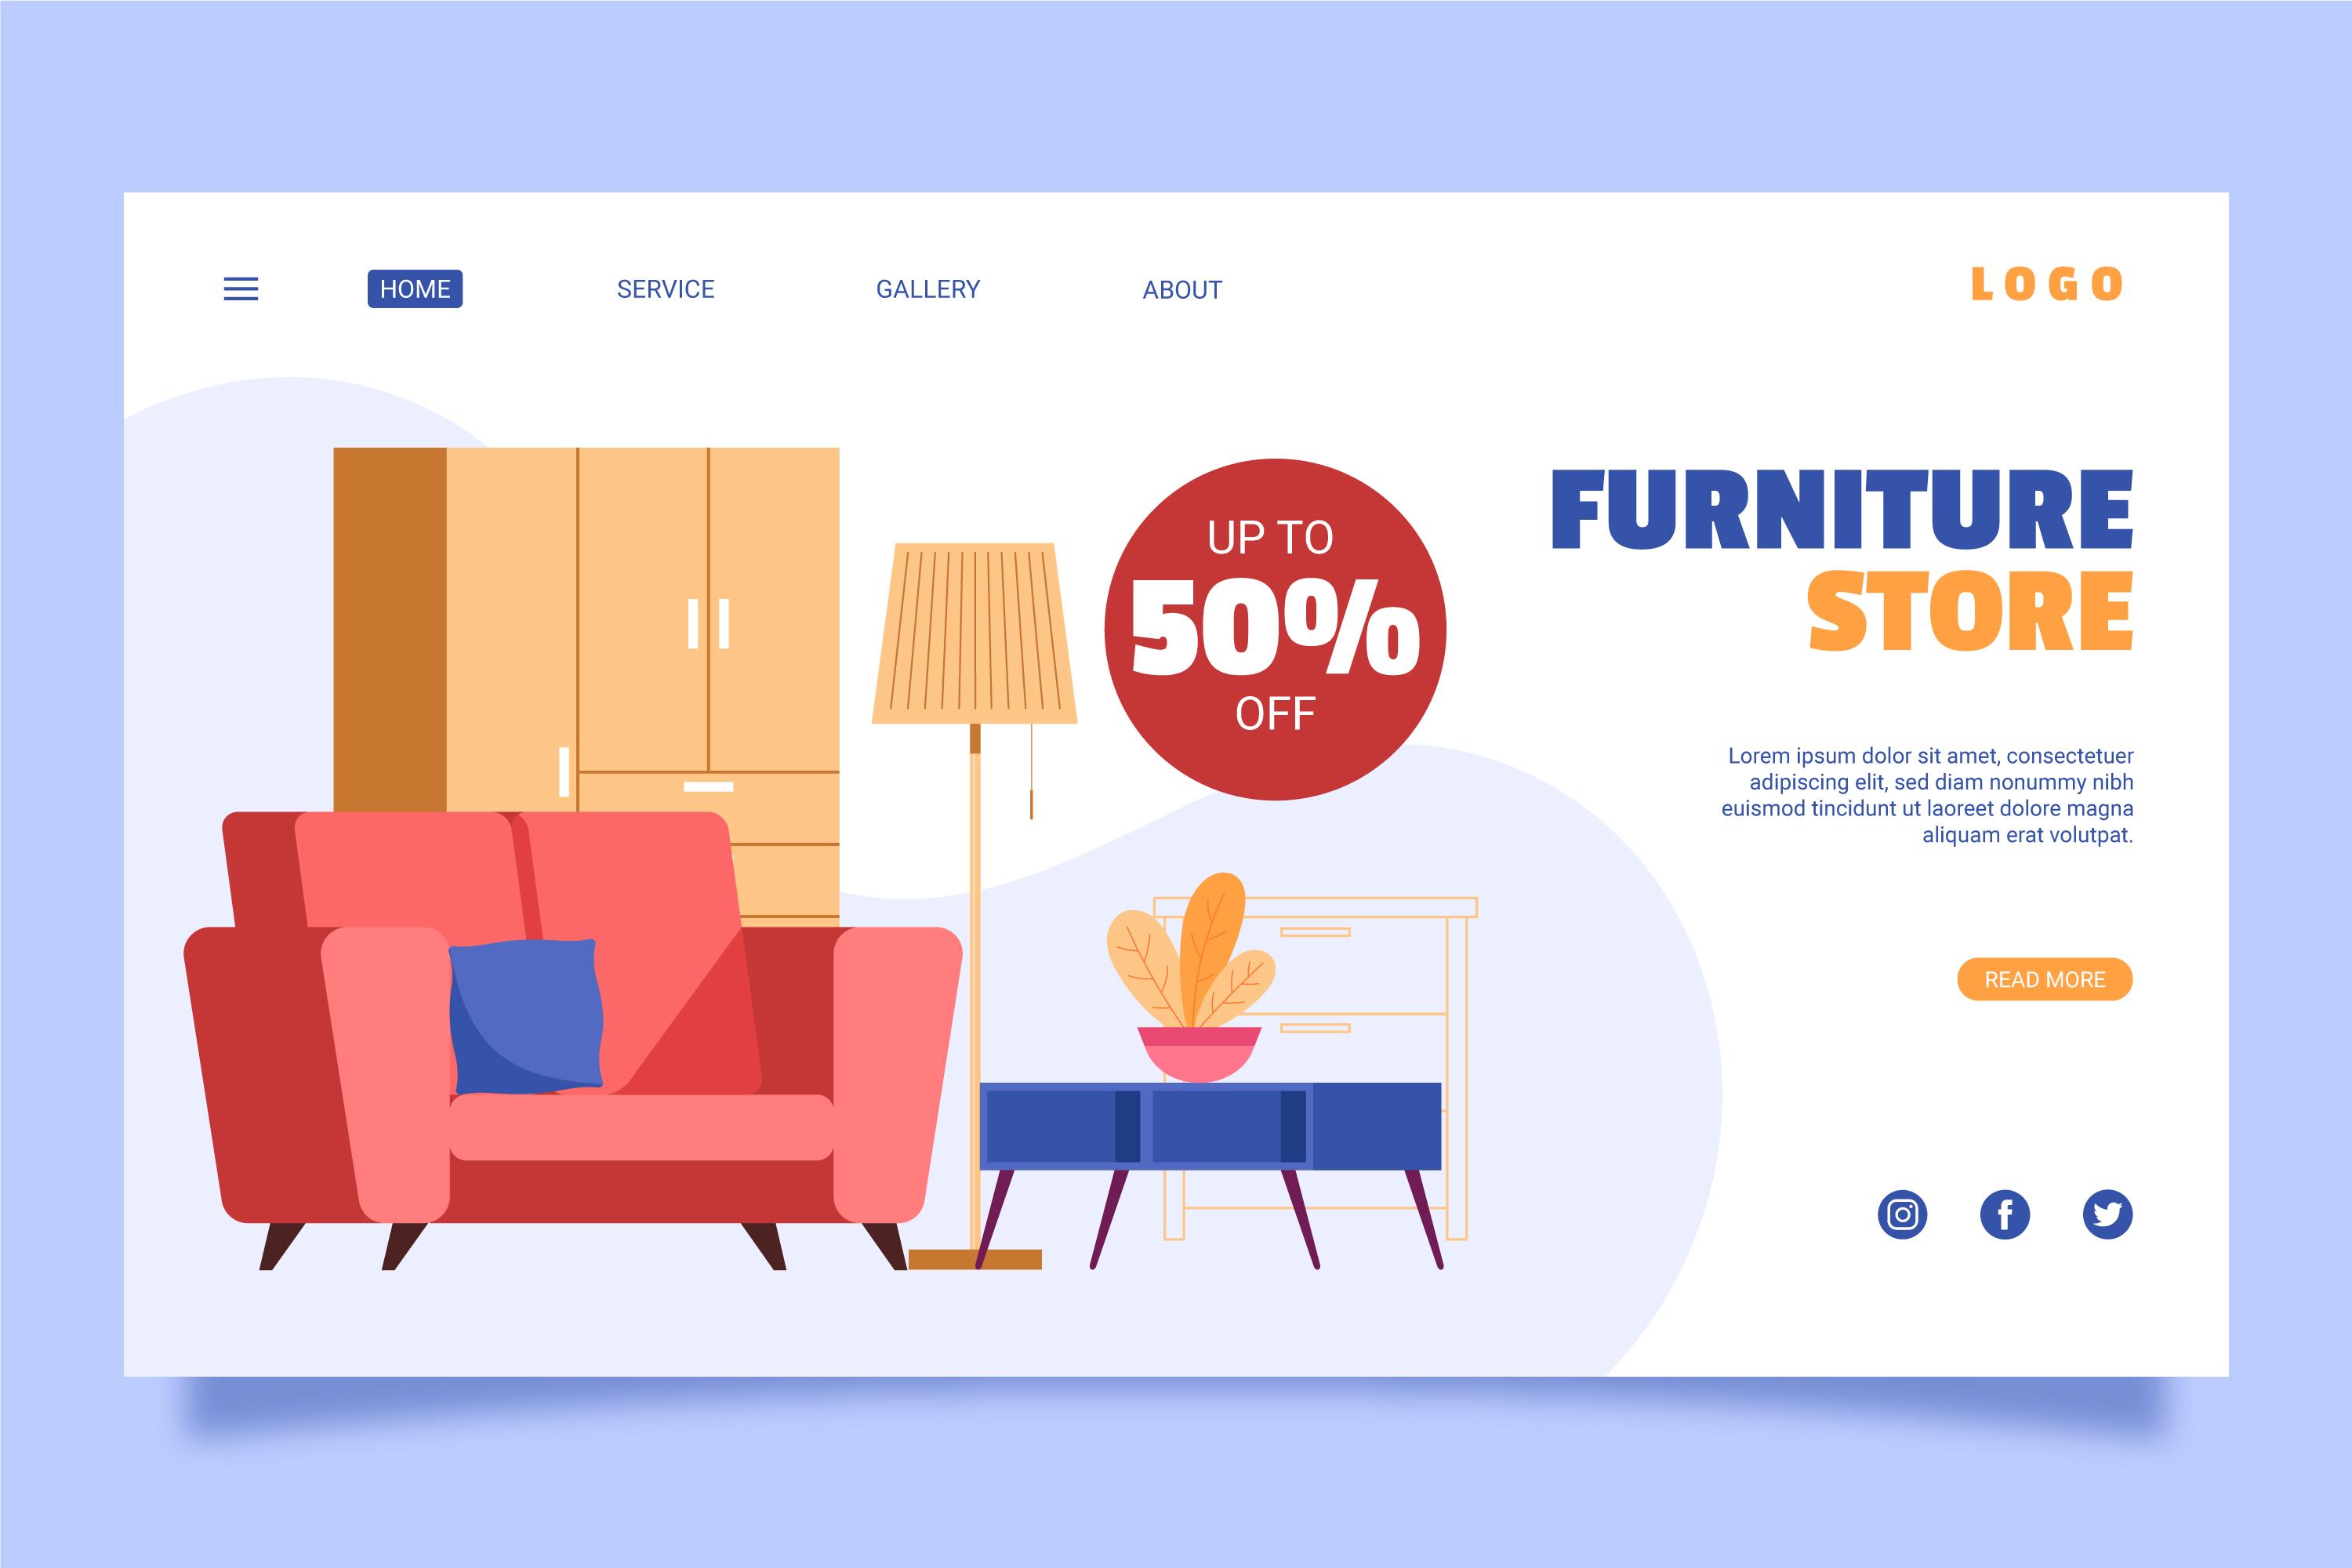 HOME SERVICE GALLERY ABOUT LOGO
UP TO
50%
OFF
FURNITURE
STORE
Lorem ipsum dolor sit amet, consectetuer
adipiscing elit, sed diam nonummy nibh
euismod tincidunt ut laoreet dolore magna
aliquam erat volutpat.
READ MORE